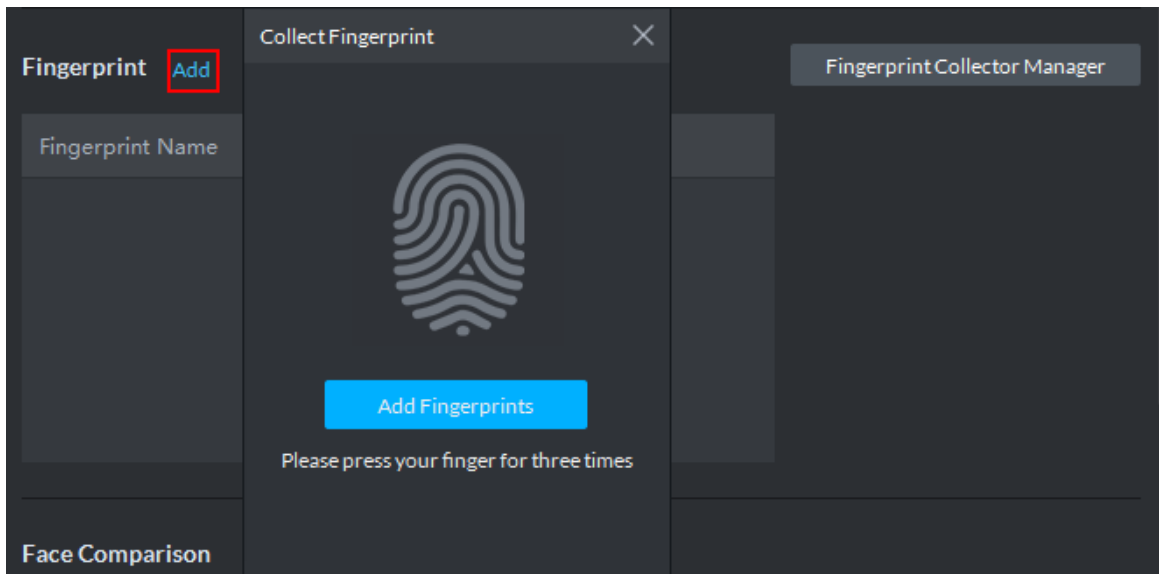 Collect Fingerprint
Fingerprint Add
Fingerprint Collector Manager
Fingerprint Name
Add Fingerprints
Please press your finger for three times
Face Comparison